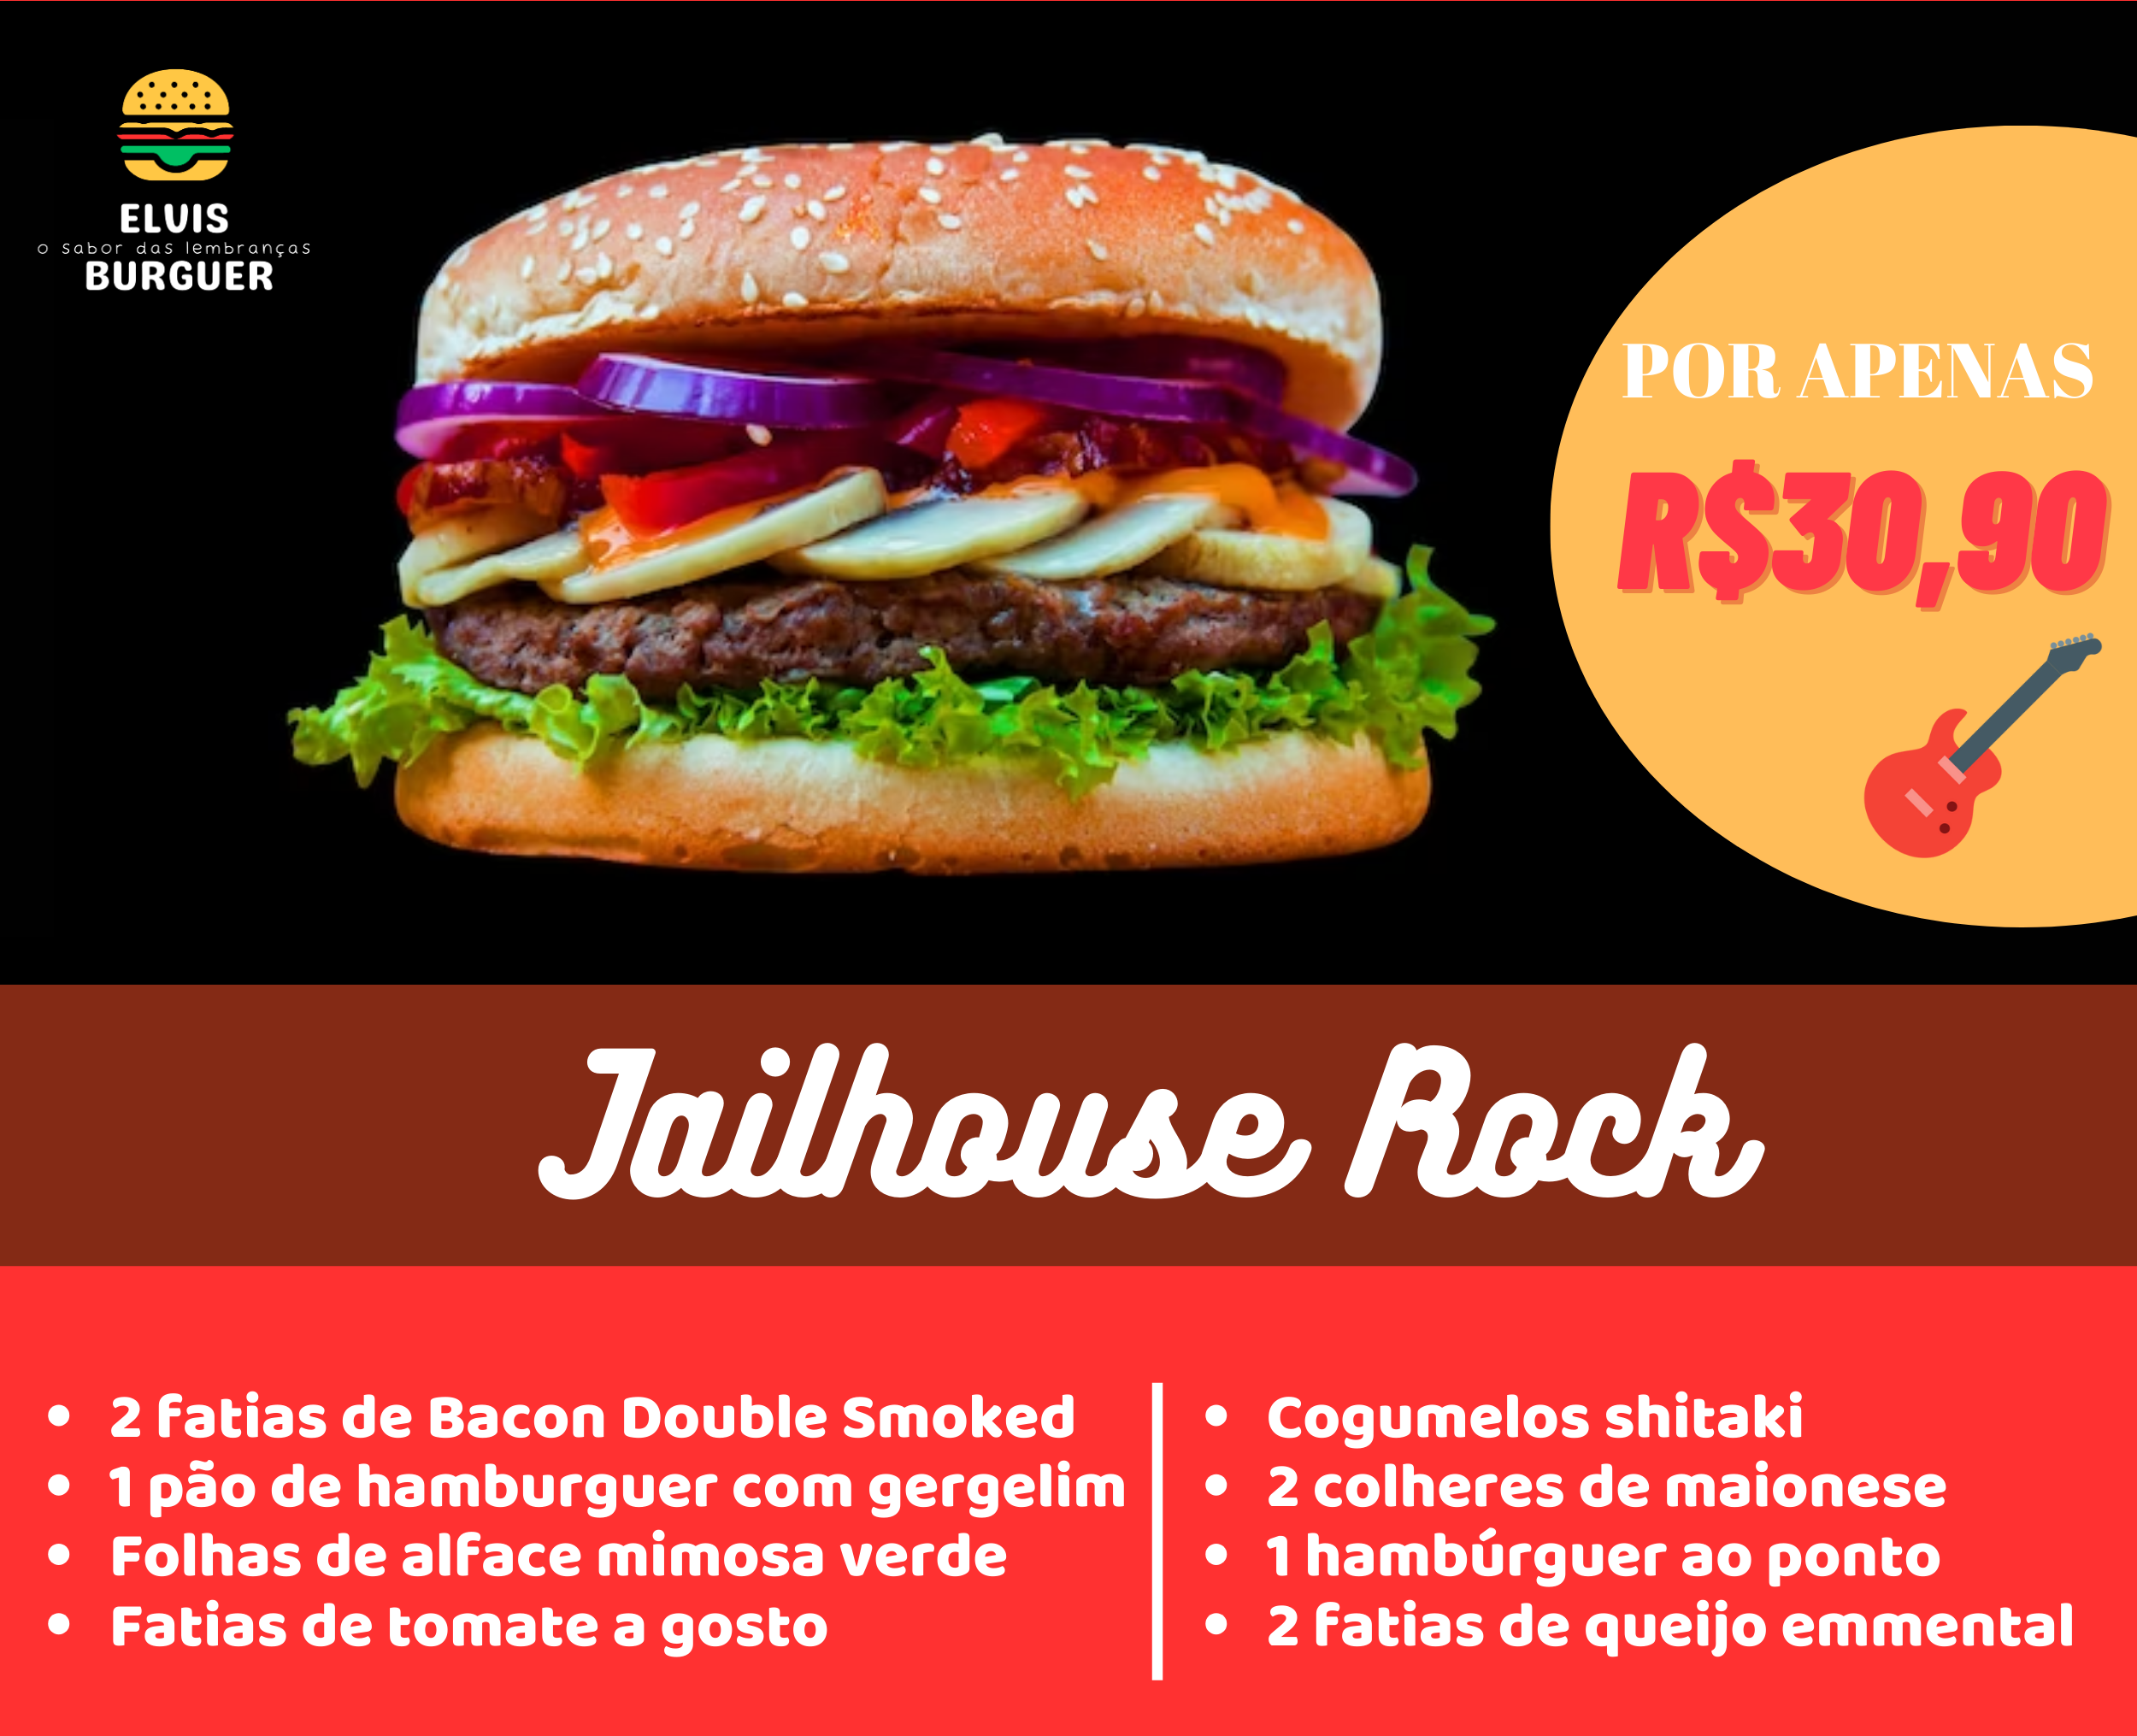 ELVIS
o sabor das lembranças
BURGUER
POR APENAS
R$30,90
Jailhouse Rock
2 fatias de Bacon Double Smoked
1 pão de hamburguer com gergelim
Folhas de alface mimosa verde
Fatias de tomate a gosto
Cogumelos shitaki
2 colheres de maionese
1 hambúrguer ao ponto
2 fatias de queijo emmental